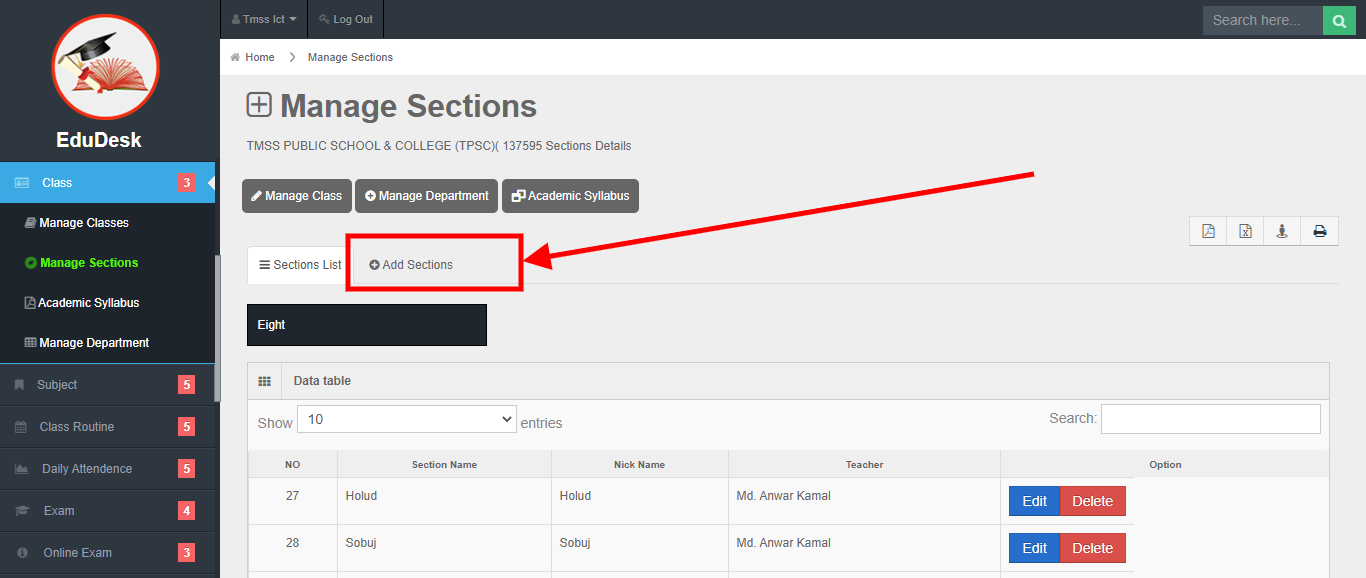 Tmss Ict
Log Out
Search here...
EduDesk
Home
Manage Sections
Manage Sections
TMSS PUBLIC SCHOOL & COLLEGE (TPSC)( 137595 Sections Details
Class 3
Manage Classes
Manage Sections
Academic Syllabus
Manage Department
Subject 5
Class Routine 5
Daily Attendence 5
Exam 4
Online Exam 3
Manage Class
Manage Department
Academic Syllabus
Sections List
Add Sections
Eight
Data table
Show 10 entries
Search:
NO Section Name Nick Name Teacher Option
27 Holud Holud Md. Anwar Kamal Edit Delete
28 Sobuj Sobuj Md. Anwar Kamal Edit Delete